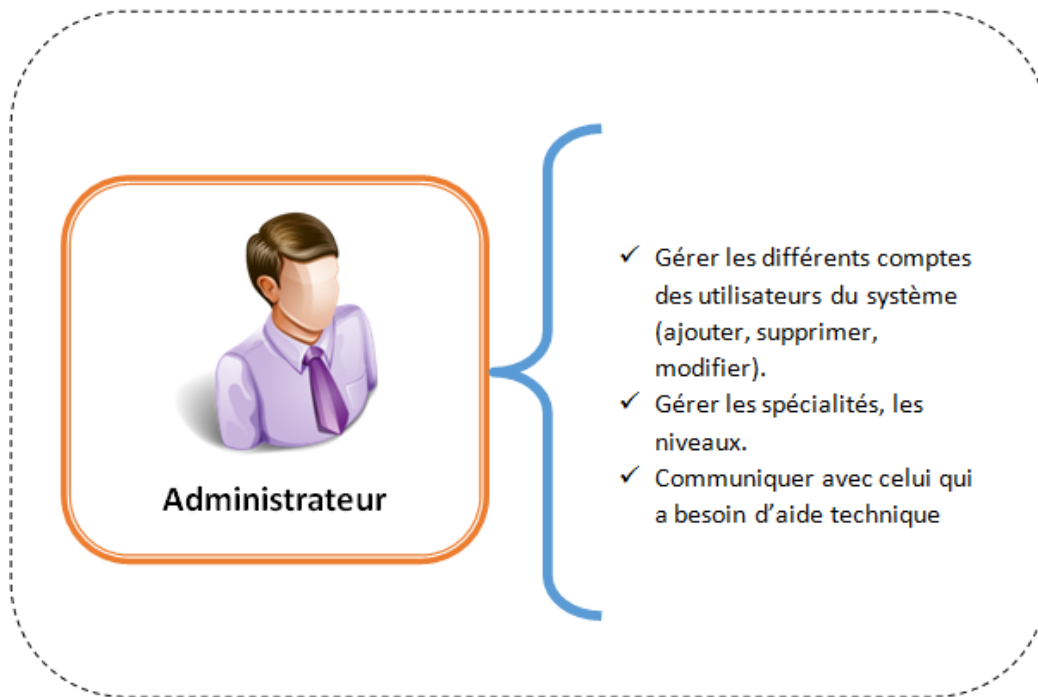 Administrateur
✓ Gérer les différents comptes
des utilisateurs du système
(ajouter, supprimer,
modifier).
✓ Gérer les spécialités, les
niveaux.
✓ Communiquer avec celui qui
a besoin d’aide technique